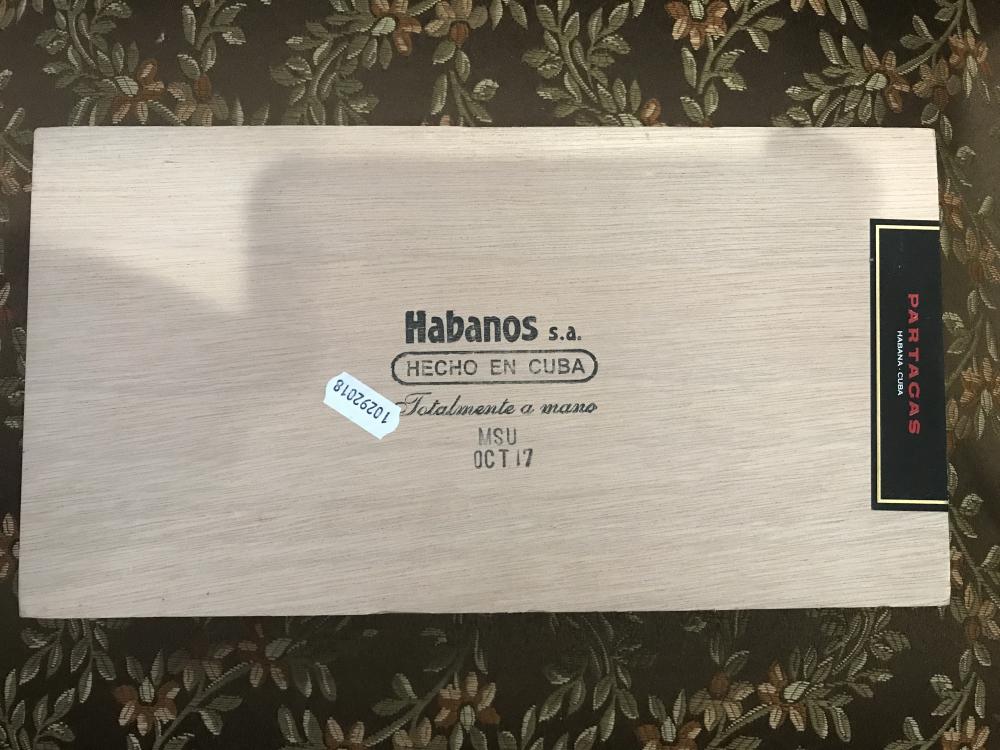 Habanos s.a.
HECHO EN CUBA
Totalmente a mano
MSU
OCT 17
10292018
PARTAGAS
HABANA - CUBA